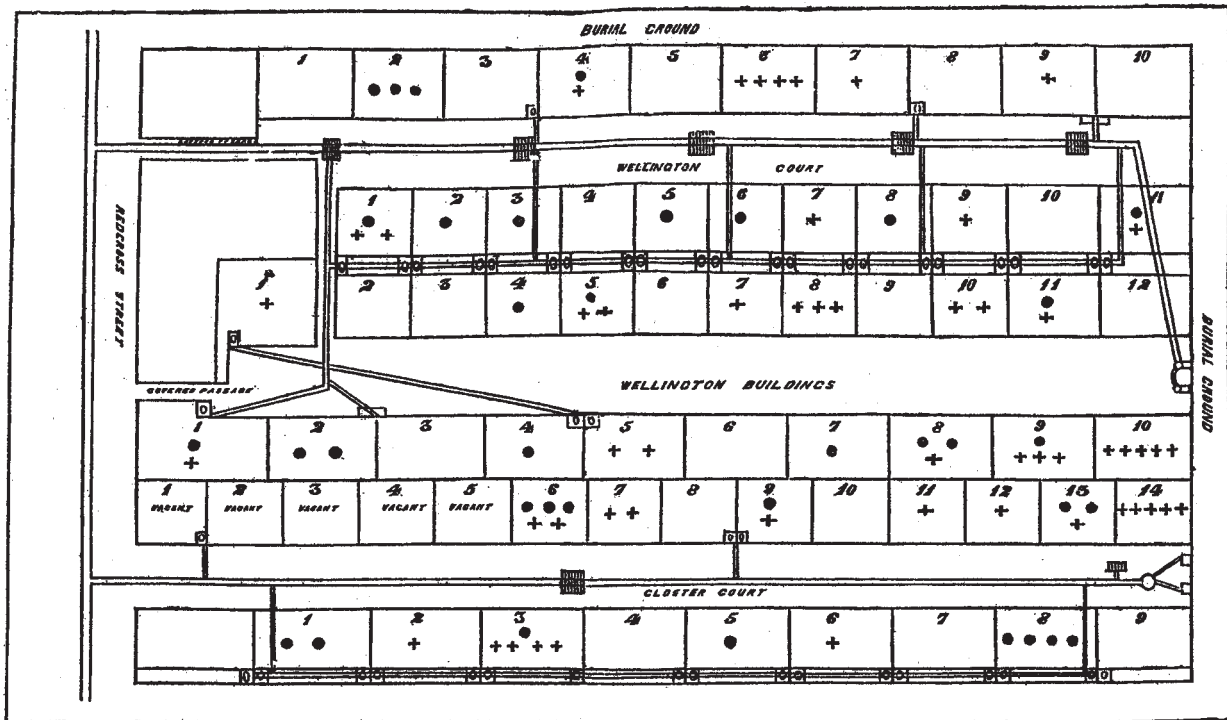 BURIAL GROUND
1 2 3 4 5 6 7 8 9 10
WELLINGTON COURT
1 2 3 4 5 6 7 8 9 10 11
REDCROSS STREET
1
2 3 4 5 6 7 8 9 10 11 12
BURIAL GROUND
COVERED PASSAGE
WELLINGTON BUILDINGS
1 2 3 4 5 6 7 8 9 10
1 2 3 4 5 6 7 8 9 10 11 12 13 14
VACANT VACANT VACANT VACANT VACANT
CLOSTER COURT
1 2 3 4 5 6 7 8 9